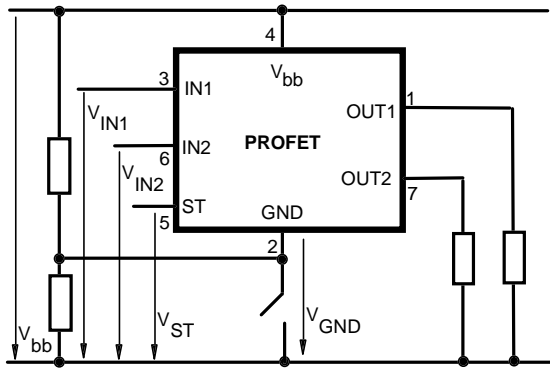 4
V bb
3
IN1
V IN1
1
OUT1
PROFET
IN2
6
V IN2
OUT2
7
ST
5
GND
2
V bb
V ST
V GND